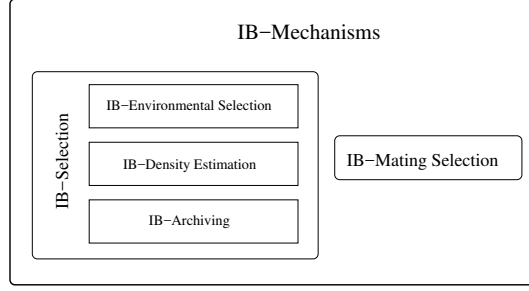 IB−Mechanisms
IB−Selection
IB−Environmental Selection
IB−Density Estimation
IB−Archiving
IB−Mating Selection